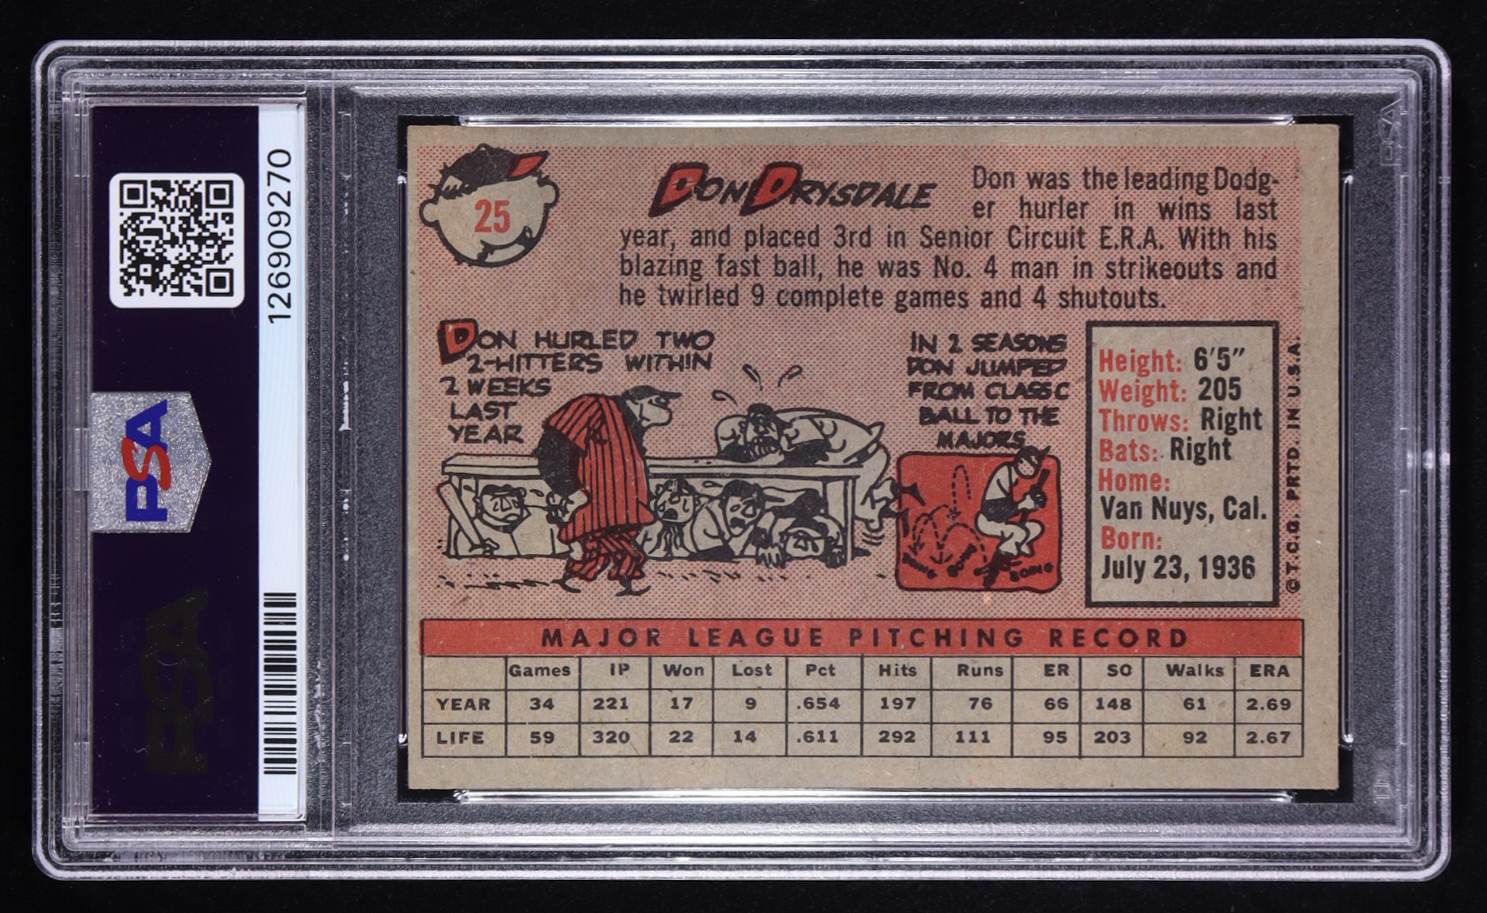 126909270
PSA
PSA
PSA
25
DON DRYSDALE
Don was the leading Dodg-
er hurler in wins last
year, and placed 3rd in Senior Circuit E.R.A. With his
blazing fast ball, he was No. 4 man in strikeouts and
he twirled 9 complete games and 4 shutouts.
DON HURLED TWO
2-HITTERS WITHIN
2 WEEKS
LAST
YEAR
IN 2 SEASONS
DON JUMPED
FROM CLASS C
BALL TO THE
MAJORS
BOING BOING BOING
Height: 6'5"
Weight: 205
Throws: Right
Bats: Right
Home:
Van Nuys, Cal.
Born:
July 23, 1936
©T.C.G. PRTD. IN U.S.A.
MAJOR LEAGUE PITCHING RECORD
Games IP Won Lost Pct Hits Runs ER SO Walks ERA
YEAR 34 221 17 9 .654 197 76 66 148 61 2.69
LIFE 59 320 22 14 .611 292 111 95 203 92 2.67